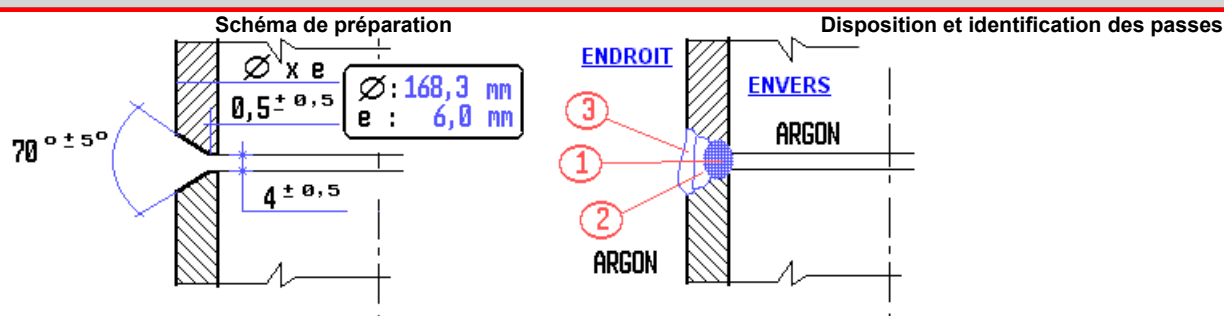 Schéma de préparation
Ø x e
Ø: 168,3 mm
e : 6,0 mm
0,5 ± 0,5
70° ± 5°
4 ± 0,5
Disposition et identification des passes
ENDROIT
ENVERS
ARGON
3
1
2
ARGON